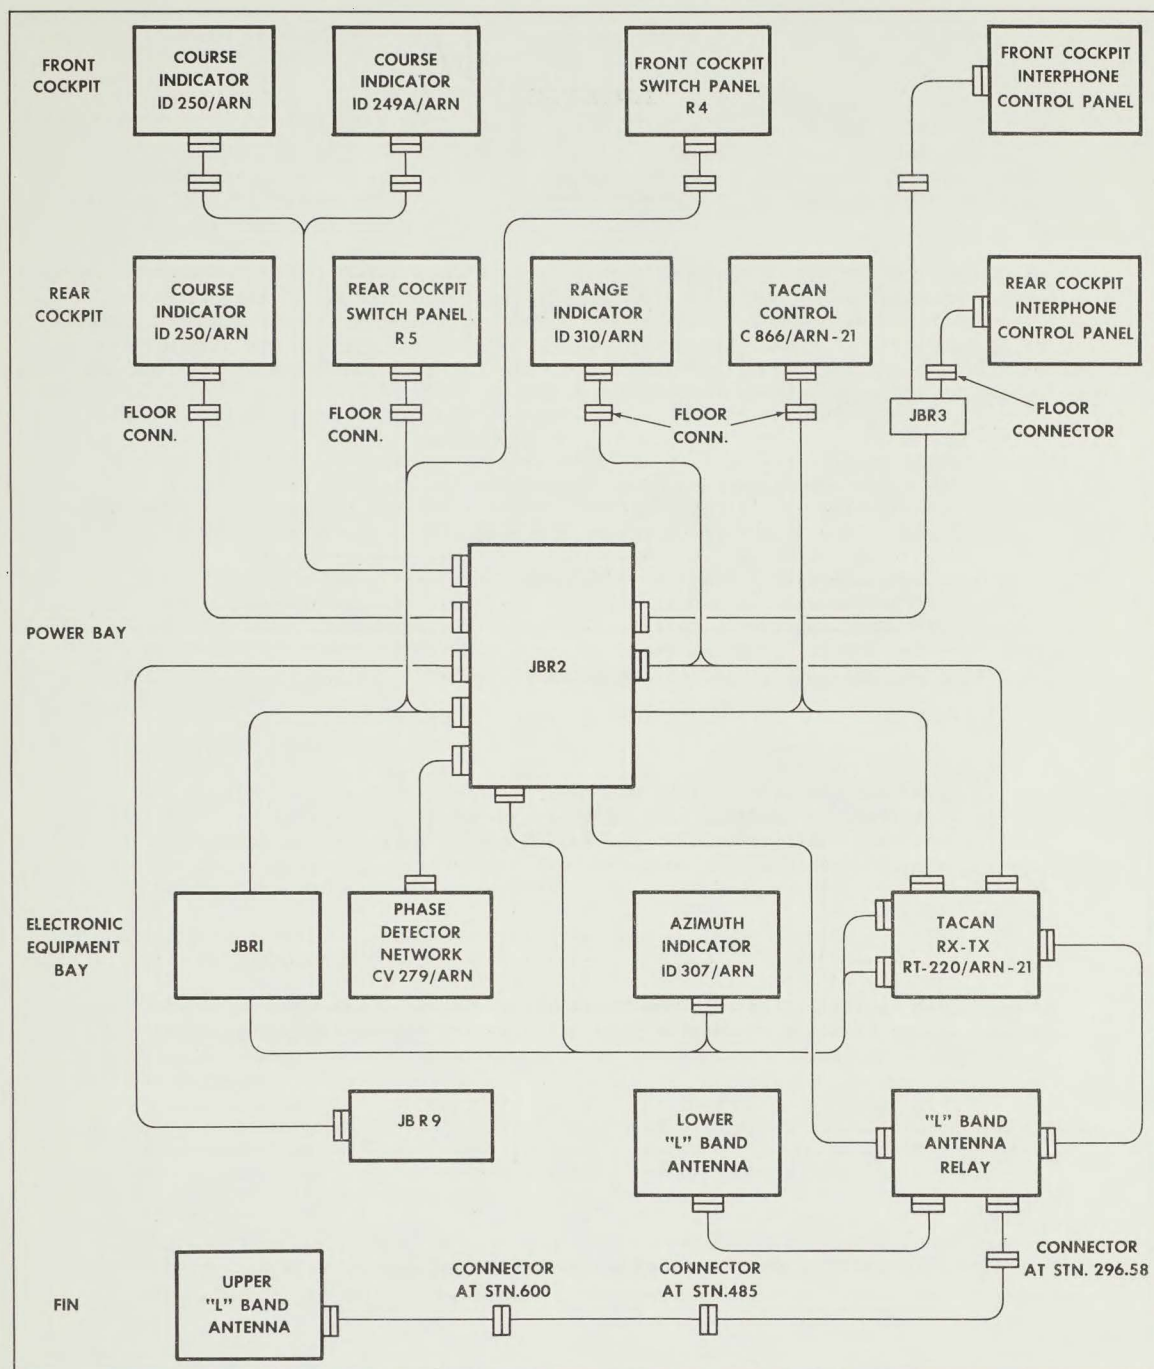 FRONT
COCKPIT
COURSE
INDICATOR
ID 250/ARN
COURSE
INDICATOR
ID 249A/ARN
FRONT COCKPIT
SWITCH PANEL
R 4
FRONT COCKPIT
INTERPHONE
CONTROL PANEL
REAR
COCKPIT
COURSE
INDICATOR
ID 250/ARN
REAR COCKPIT
SWITCH PANEL
R 5
RANGE
INDICATOR
ID 310/ARN
TACAN
CONTROL
C 866/ARN-21
REAR COCKPIT
INTERPHONE
CONTROL PANEL
FLOOR
CONN.
FLOOR
CONN.
FLOOR
CONN.
JBR3
FLOOR
CONNECTOR
POWER BAY
JBR2
ELECTRONIC
EQUIPMENT
BAY
JBR1
PHASE
DETECTOR
NETWORK
CV 279/ARN
AZIMUTH
INDICATOR
ID 307/ARN
TACAN
RX-TX
RT-220/ARN-21
JBR9
LOWER
"L" BAND
ANTENNA
"L" BAND
ANTENNA
RELAY
FIN
UPPER
"L" BAND
ANTENNA
CONNECTOR
AT STN.600
CONNECTOR
AT STN.485
CONNECTOR
AT STN. 296.58